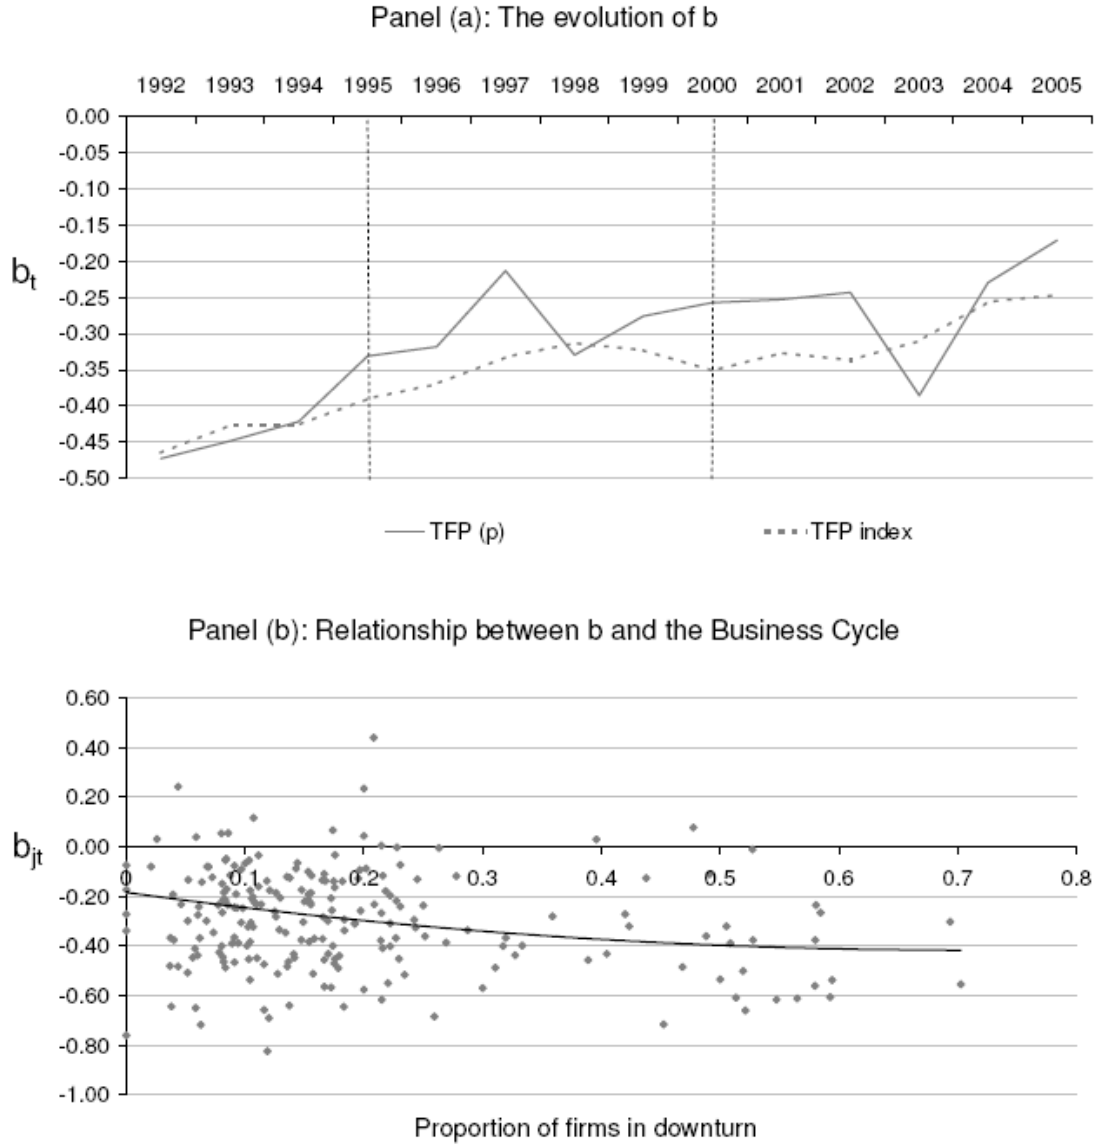 Panel (a): The evolution of b
1992 1993 1994 1995 1996 1997 1998 1999 2000 2001 2002 2003 2004 2005
0.00
-0.05
-0.10
-0.15
-0.20
bt
-0.25
-0.30
-0.35
-0.40
-0.45
-0.50
TFP (p) TFP index
Panel (b): Relationship between b and the Business Cycle
0.60
0.40
0.20
bjt
0.00
0 0.1 0.2 0.3 0.4 0.5 0.6 0.7 0.8
-0.20
-0.40
-0.60
-0.80
-1.00
Proportion of firms in downturn